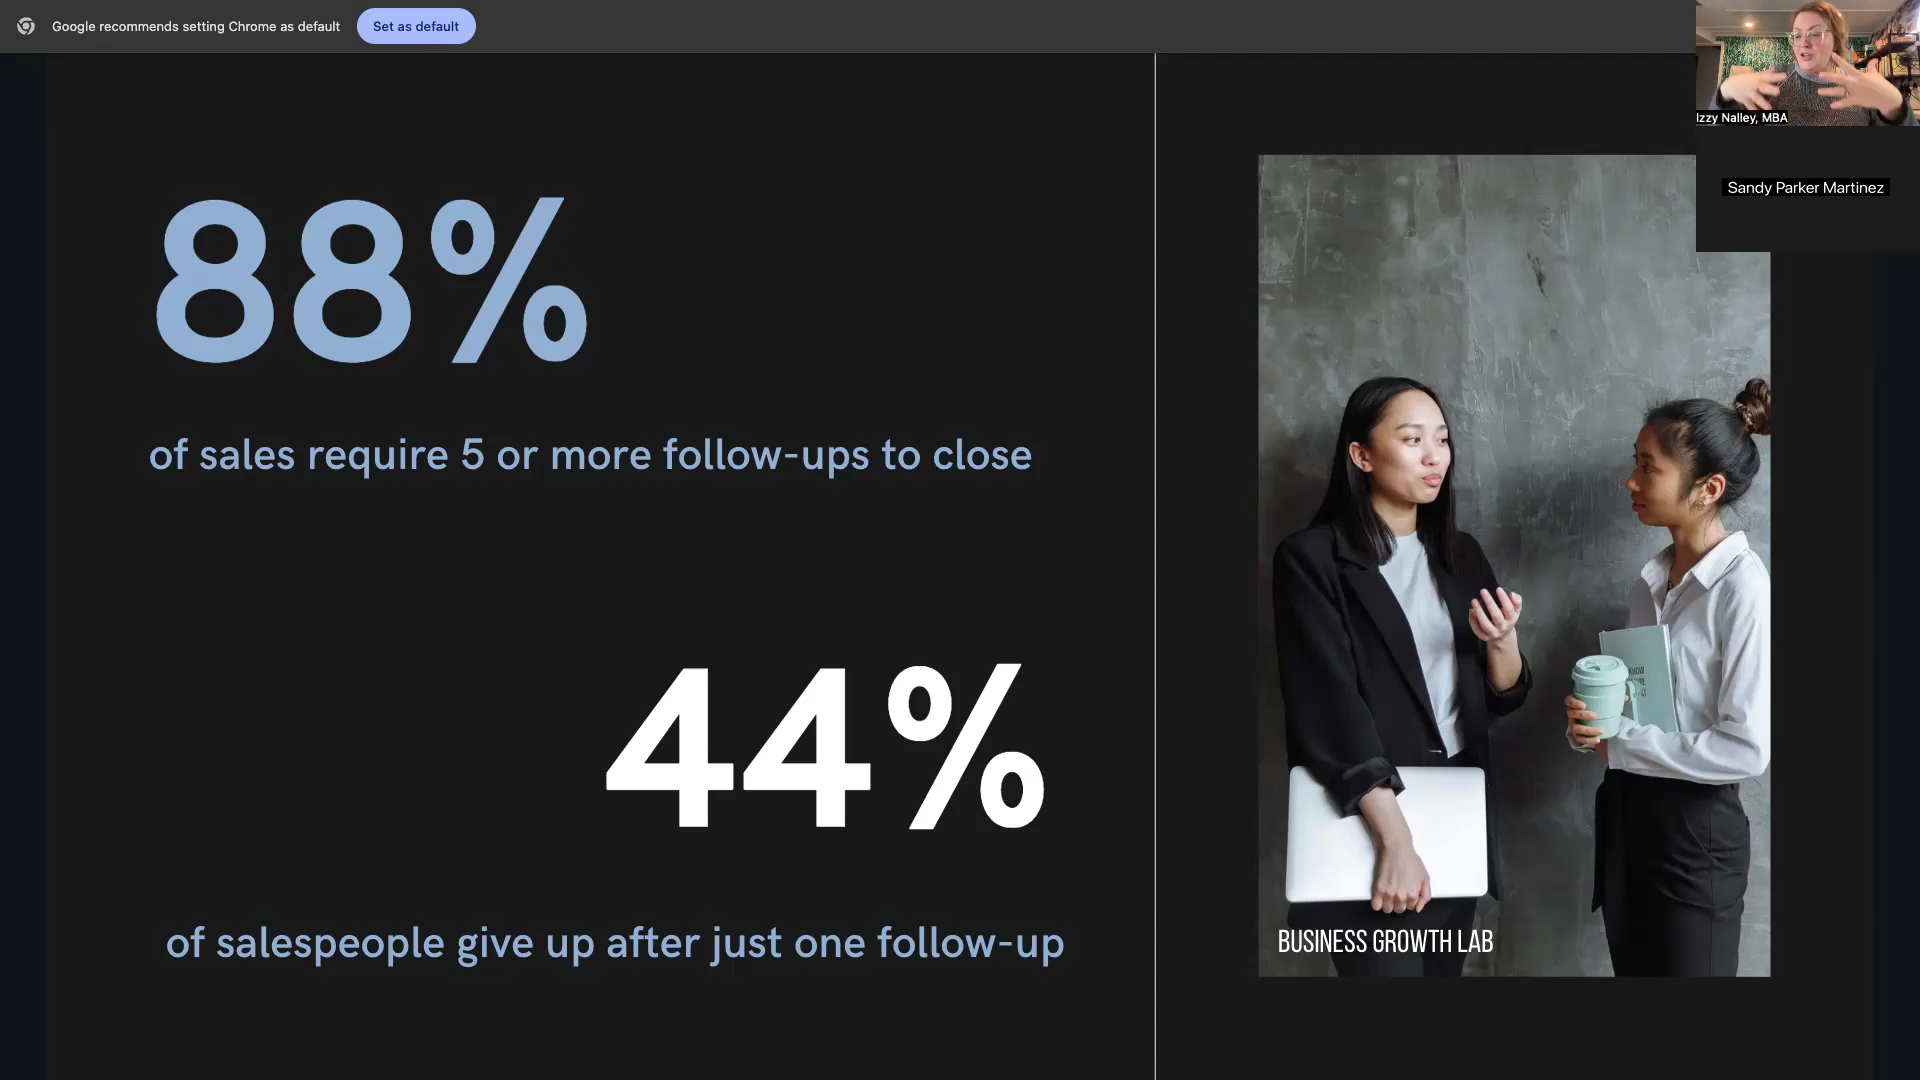 Google recommends setting Chrome as default
Set as default
Izzy Nalley, MBA
Sandy Parker Martinez
88%
of sales require 5 or more follow-ups to close
44%
of salespeople give up after just one follow-up
BUSINESS GROWTH LAB